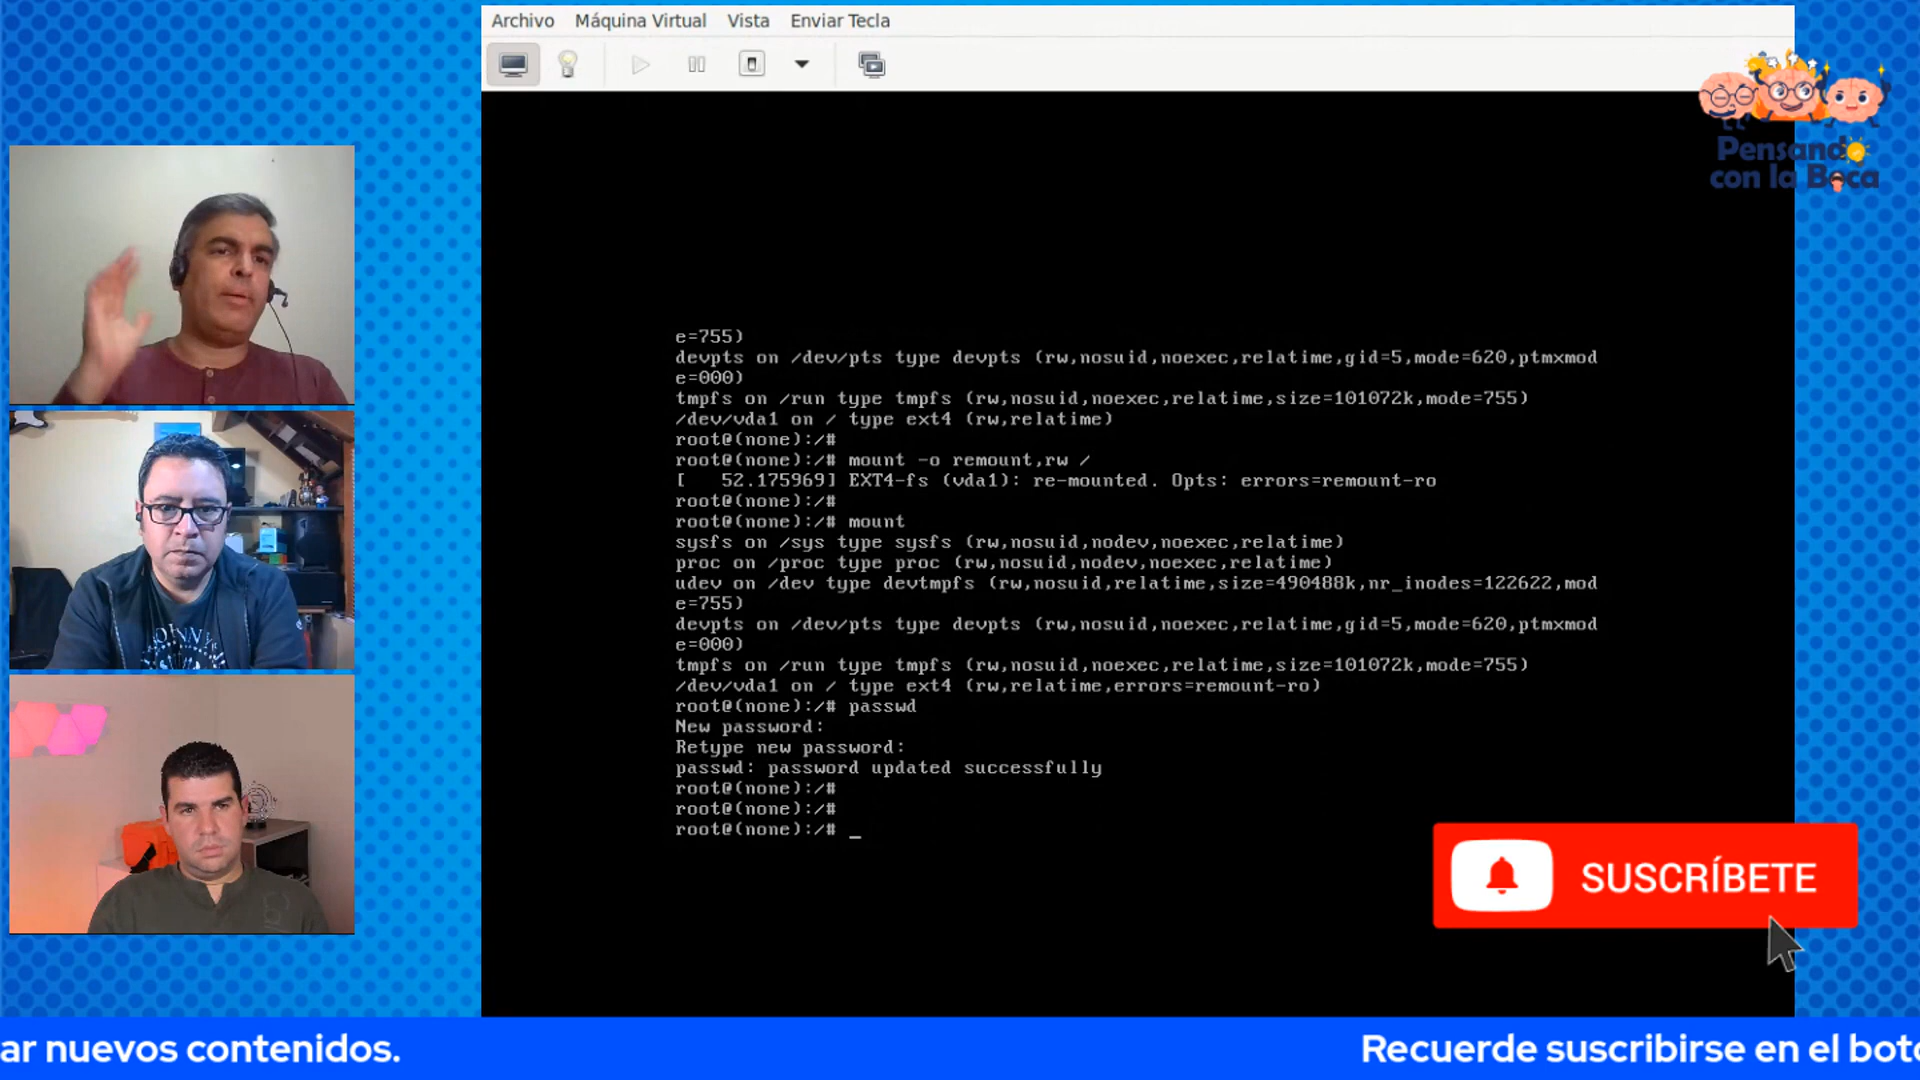 Archivo Máquina Virtual Vista Enviar Tecla
Pensando
con la Boca
e=755)
devpts on /dev/pts type devpts (rw,nosuid,noexec,relatime,gid=5,mode=620,ptmxmod
e=000)
tmpfs on /run type tmpfs (rw,nosuid,noexec,relatime,size=101072k,mode=755)
/dev/vda1 on / type ext4 (rw,relatime)
root@(none):/#
root@(none):/# mount -o remount,rw /
[   52.175969] EXT4-fs (vda1): re-mounted. Opts: errors=remount-ro
root@(none):/#
root@(none):/# mount
sysfs on /sys type sysfs (rw,nosuid,nodev,noexec,relatime)
proc on /proc type proc (rw,nosuid,nodev,noexec,relatime)
udev on /dev type devtmpfs (rw,nosuid,relatime,size=490488k,nr_inodes=122622,mod
e=755)
devpts on /dev/pts type devpts (rw,nosuid,noexec,relatime,gid=5,mode=620,ptmxmod
e=000)
tmpfs on /run type tmpfs (rw,nosuid,noexec,relatime,size=101072k,mode=755)
/dev/vda1 on / type ext4 (rw,relatime,errors=remount-ro)
root@(none):/# passwd
New password:
Retype new password:
passwd: password updated successfully
root@(none):/#
root@(none):/#
root@(none):/# _
SUSCRÍBETE
ar nuevos contenidos. Recuerde suscribirse en el boto